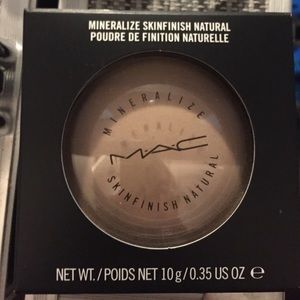 MINERALIZE SKINFINISH NATURAL
POUDRE DE FINITION NATURELLE
MINERALIZE
MAC
SKINFINISH NATURAL
NET WT. / POIDS NET 10 g / 0.35 US OZ ℮